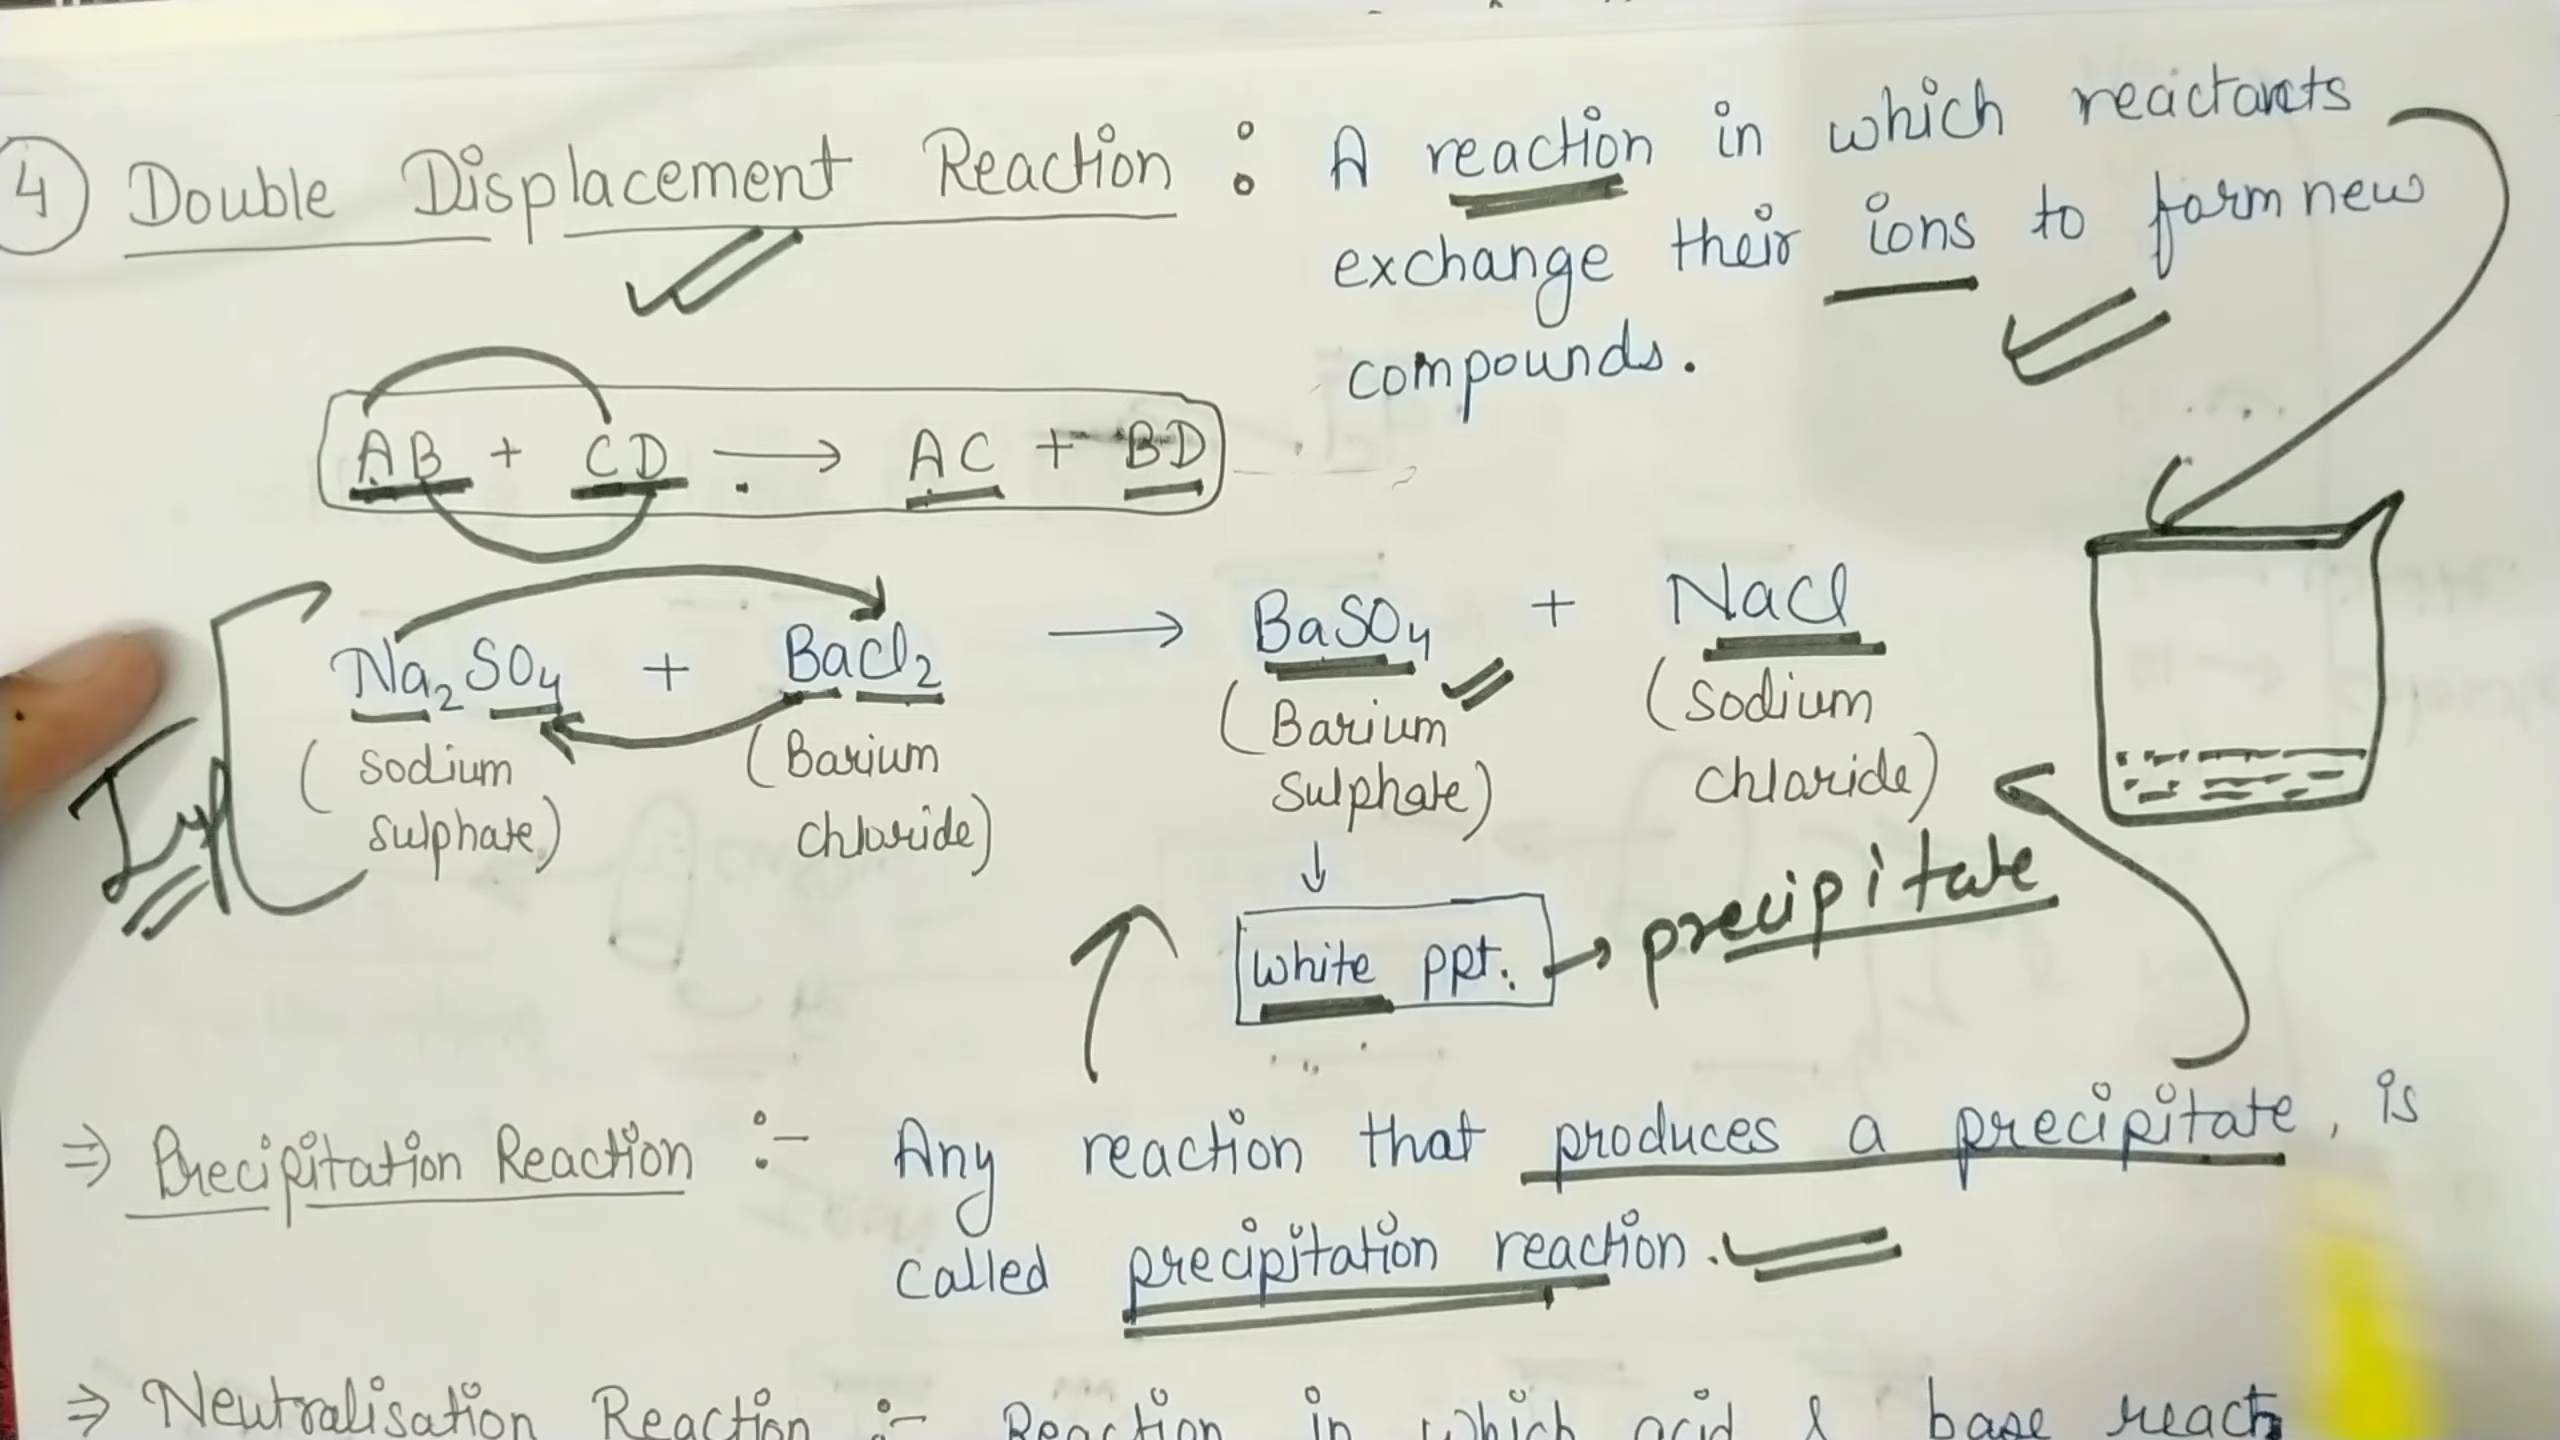 4 Double Displacement Reaction : A reaction in which reactants
exchange their ions to form new
compounds.
AB + CD → AC + BD
Na₂SO₄ + BaCl₂ → BaSO₄ + NaCl
(Sodium sulphate) (Barium chloride) (Barium sulphate) (Sodium chloride)
Imp
↓
white ppt. → precipitate
⇒ Precipitation Reaction :- Any reaction that produces a precipitate, is
called precipitation reaction.
⇒ Neutralisation Reaction :- Reaction in which acid & base react